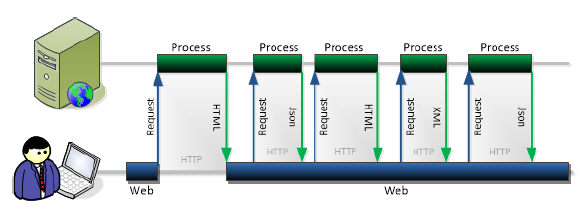 Process
Process
Process
Process
Process
Request
HTML
Request
Json
Request
HTML
Request
XML
Request
Json
HTTP
HTTP
HTTP
HTTP
HTTP
Web
Web